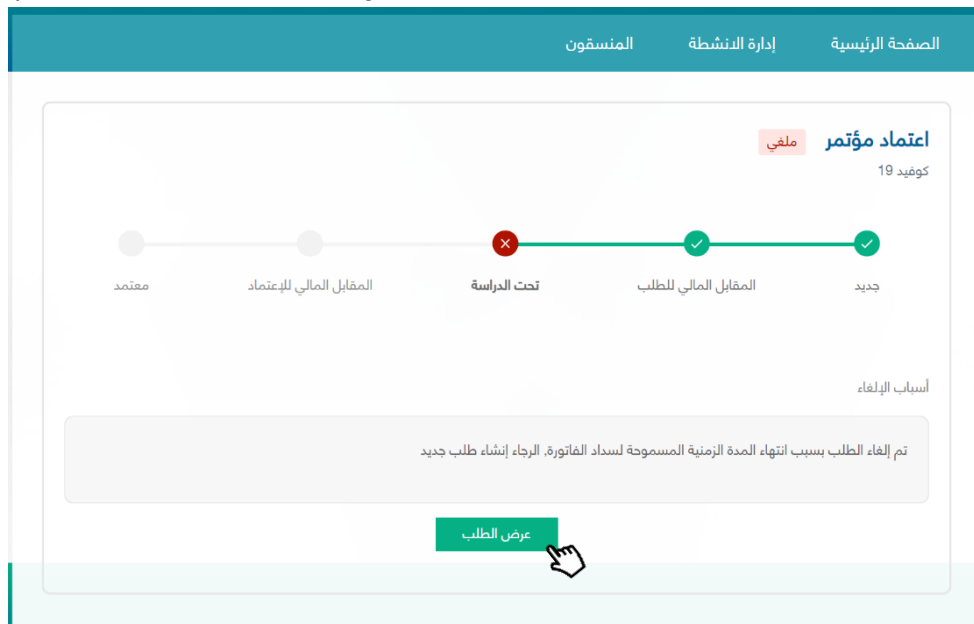 الصفحة الرئيسية إدارة الانشطة المنسقون
اعتماد مؤتمر ملغي
كوفيد 19
جديد المقابل المالي للطلب تحت الدراسة المقابل المالي للإعتماد معتمد
أسباب الإلغاء
تم إلغاء الطلب بسبب انتهاء المدة الزمنية المسموحة لسداد الفاتورة, الرجاء إنشاء طلب جديد
عرض الطلب